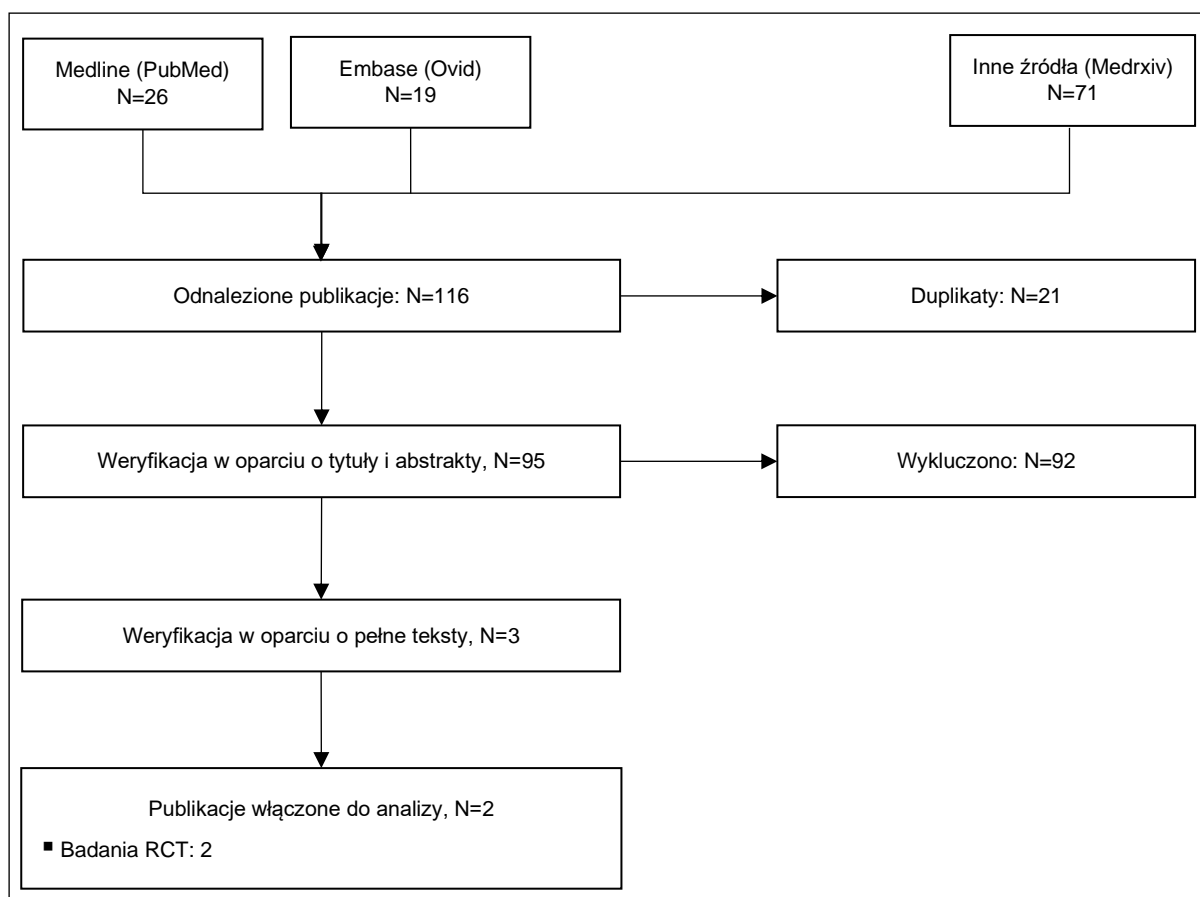 Medline (PubMed)
N=26
Embase (Ovid)
N=19
Inne źródła (Medrxiv)
N=71
Odnalezione publikacje: N=116
Duplikaty: N=21
Weryfikacja w oparciu o tytuły i abstrakty, N=95
Wykluczono: N=92
Weryfikacja w oparciu o pełne teksty, N=3
Publikacje włączone do analizy, N=2
▪ Badania RCT: 2